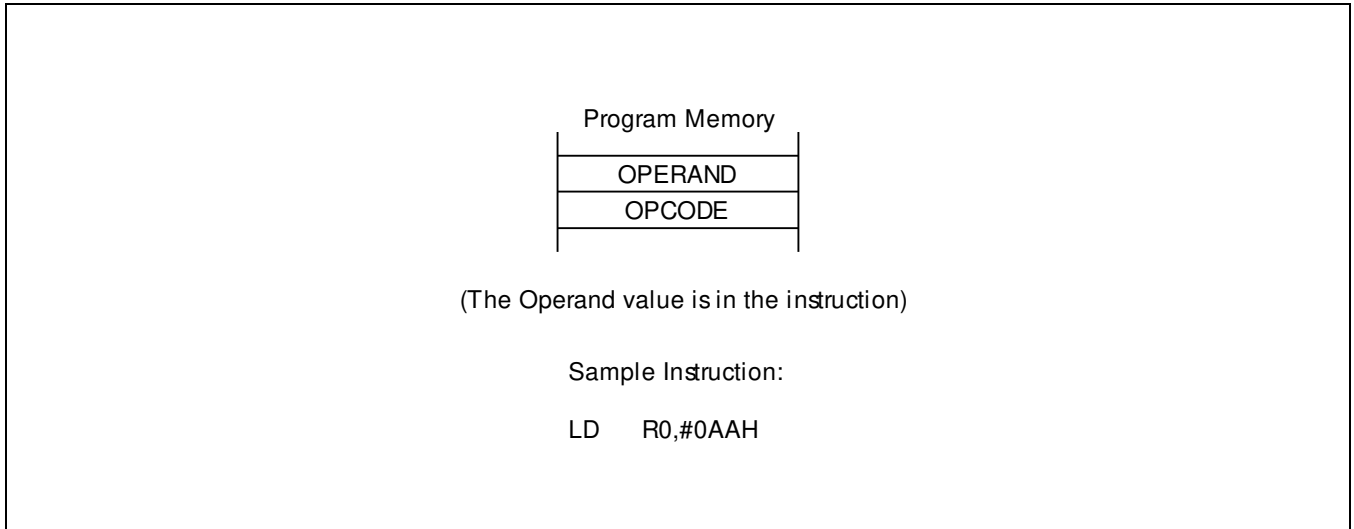 Program Memory
OPERAND
OPCODE
(The Operand value is in the instruction)
Sample Instruction:
LD R0,#0AAH